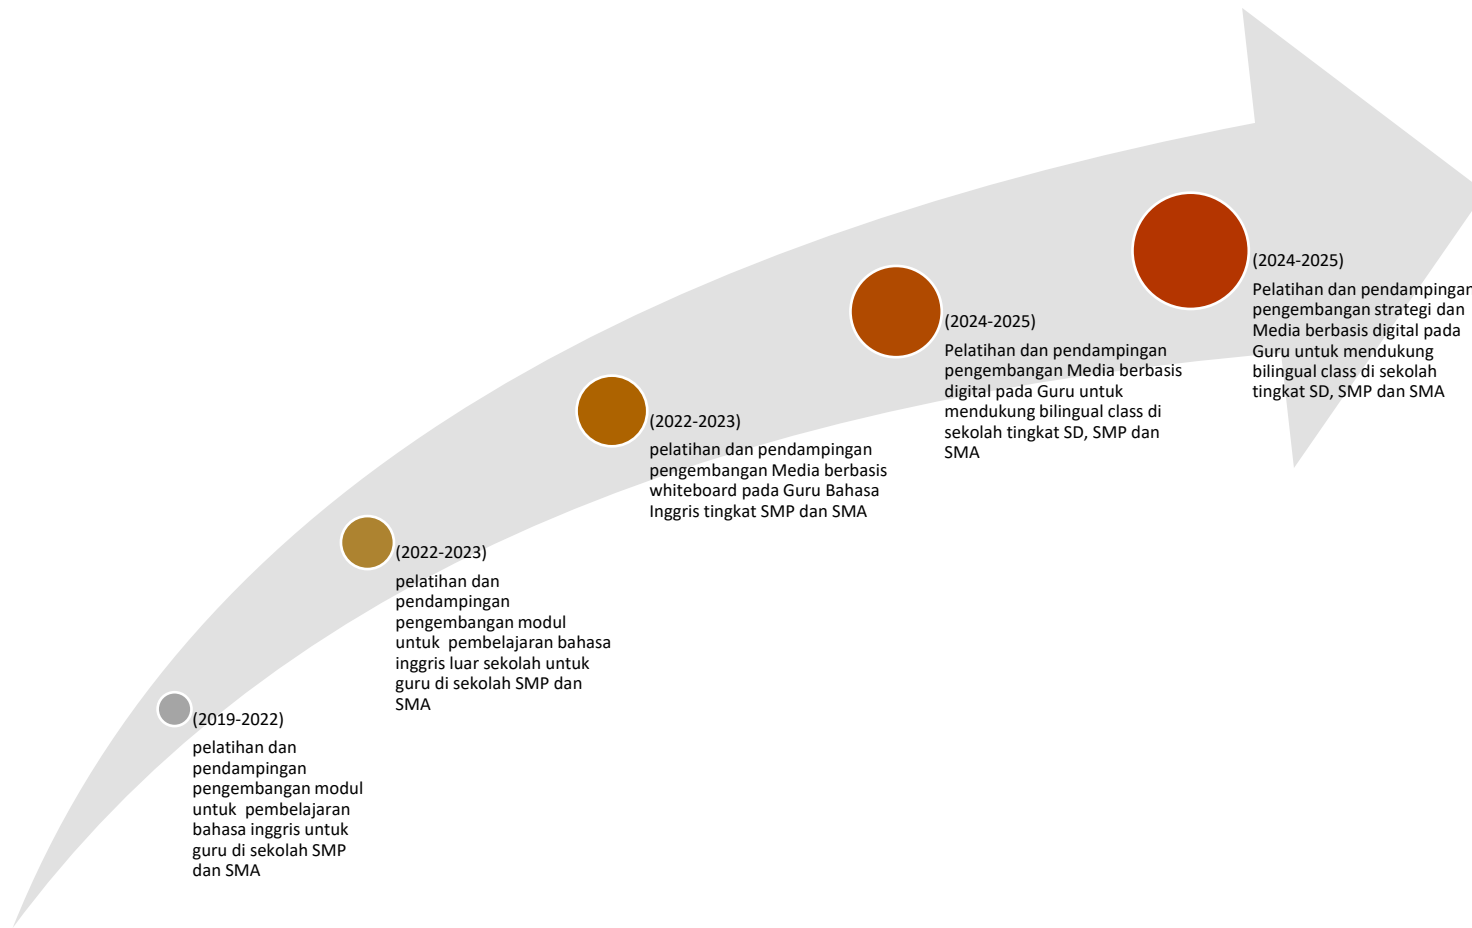 (2019-2022)
pelatihan dan
pendampingan
pengembangan modul
untuk  pembelajaran
bahasa inggris untuk
guru di sekolah SMP
dan SMA
(2022-2023)
pelatihan dan
pendampingan
pengembangan modul
untuk  pembelajaran bahasa
inggris luar sekolah untuk
guru di sekolah SMP dan
SMA
(2022-2023)
pelatihan dan pendampingan
pengembangan Media berbasis
whiteboard pada Guru Bahasa
Inggris tingkat SMP dan SMA
(2024-2025)
Pelatihan dan pendampingan
pengembangan Media berbasis
digital pada Guru untuk
mendukung bilingual class di
sekolah tingkat SD, SMP dan
SMA
(2024-2025)
Pelatihan dan pendampingan
pengembangan strategi dan
Media berbasis digital pada
Guru untuk mendukung
bilingual class di sekolah
tingkat SD, SMP dan SMA